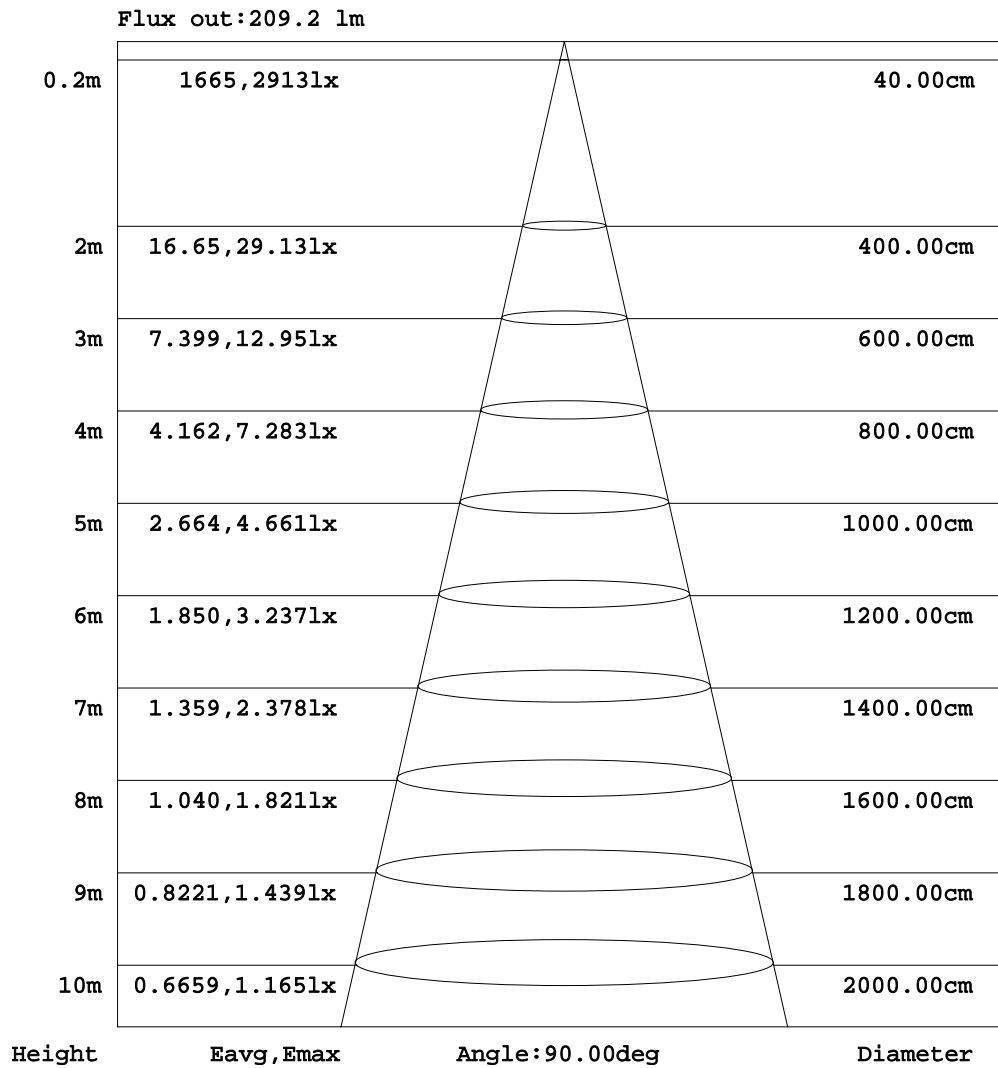 Flux out:209.2 lm
0.2m 1665,2913lx 40.00cm
2m 16.65,29.13lx 400.00cm
3m 7.399,12.95lx 600.00cm
4m 4.162,7.283lx 800.00cm
5m 2.664,4.661lx 1000.00cm
6m 1.850,3.237lx 1200.00cm
7m 1.359,2.378lx 1400.00cm
8m 1.040,1.821lx 1600.00cm
9m 0.8221,1.439lx 1800.00cm
10m 0.6659,1.165lx 2000.00cm
Height Eavg,Emax Angle:90.00deg Diameter